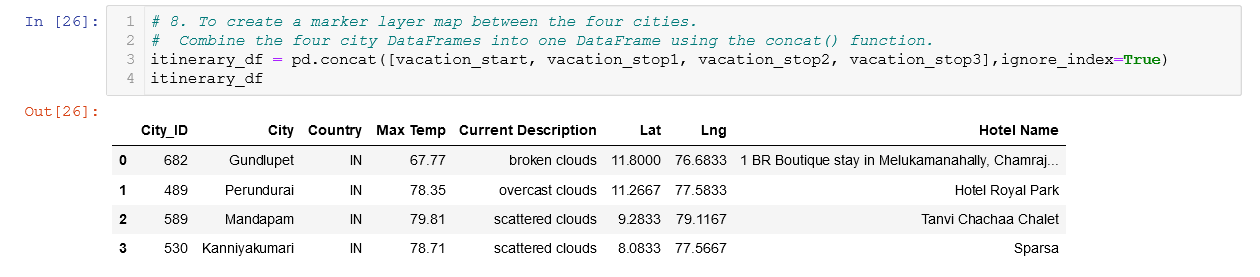 In [26]:
1 # 8. To create a marker layer map between the four cities.
2 #  Combine the four city DataFrames into one DataFrame using the concat() function.
3 itinerary_df = pd.concat([vacation_start, vacation_stop1, vacation_stop2, vacation_stop3],ignore_index=True)
4 itinerary_df
Out[26]:
City_ID City Country Max Temp Current Description Lat Lng Hotel Name
0 682 Gundlupet IN 67.77 broken clouds 11.8000 76.6833 1 BR Boutique stay in Melukamanahally, Chamraj...
1 489 Perundurai IN 78.35 overcast clouds 11.2667 77.5833 Hotel Royal Park
2 589 Mandapam IN 79.81 scattered clouds 9.2833 79.1167 Tanvi Chachaa Chalet
3 530 Kanniyakumari IN 78.71 scattered clouds 8.0833 77.5667 Sparsa